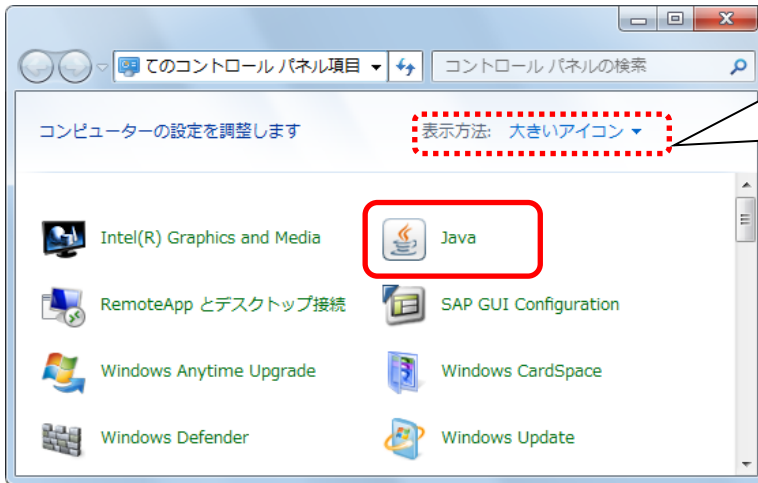 てのコントロール パネル項目
コントロール パネルの検索
コンピューターの設定を調整します
表示方法: 大きいアイコン
Intel(R) Graphics and Media
Java
RemoteApp とデスクトップ接続
SAP GUI Configuration
Windows Anytime Upgrade
Windows CardSpace
Windows Defender
Windows Update